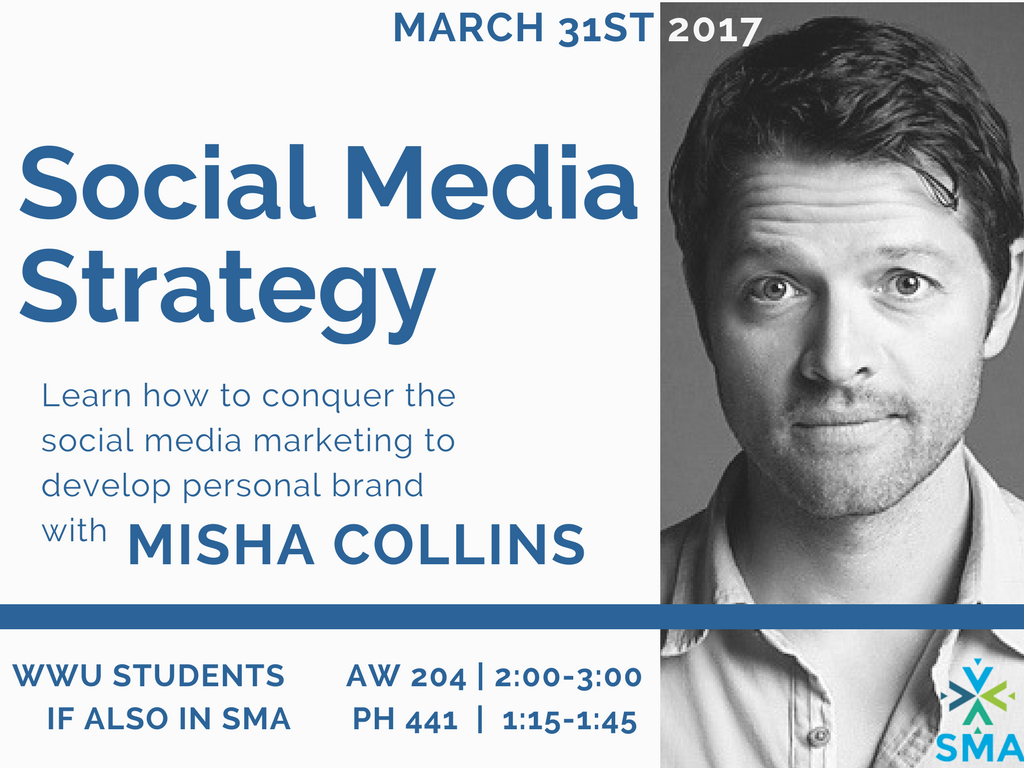 MARCH 31ST 2017
Social Media
Strategy
Learn how to conquer the
social media marketing to
develop personal brand
with MISHA COLLINS
WWU STUDENTS AW 204 | 2:00-3:00
IF ALSO IN SMA PH 441 | 1:15-1:45
SMA